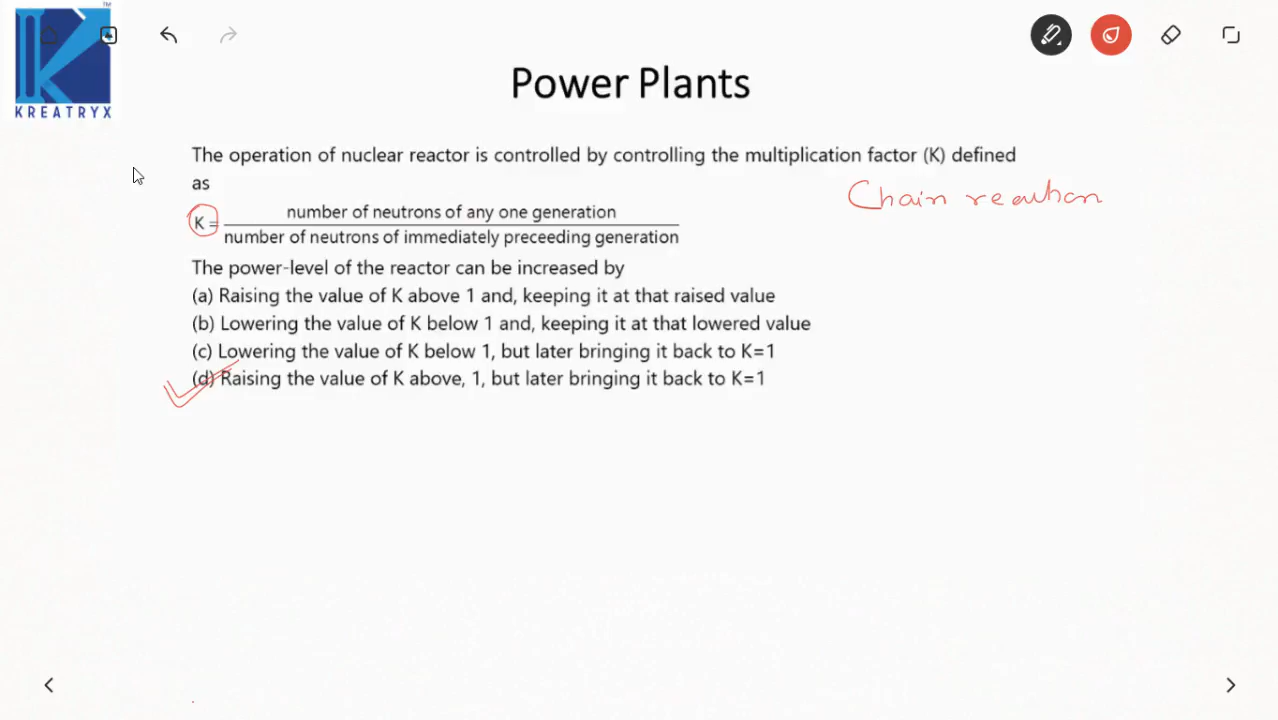 TM
KREATRYX
Power Plants
The operation of nuclear reactor is controlled by controlling the multiplication factor (K) defined
as
Chain reaction
number of neutrons of any one generation
K =
number of neutrons of immediately preceeding generation
The power-level of the reactor can be increased by
(a) Raising the value of K above 1 and, keeping it at that raised value
(b) Lowering the value of K below 1 and, keeping it at that lowered value
(c) Lowering the value of K below 1, but later bringing it back to K=1
(d) Raising the value of K above, 1, but later bringing it back to K=1